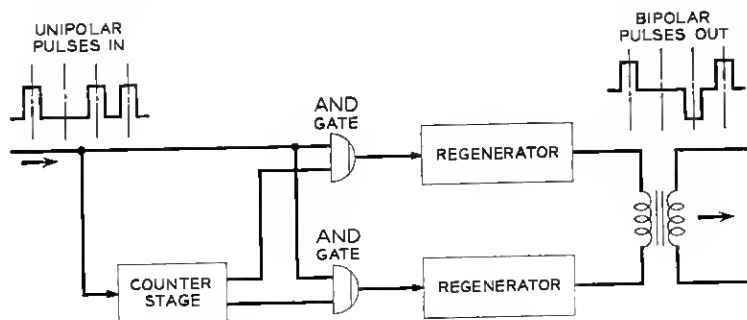 UNIPOLAR
PULSES IN
BIPOLAR
PULSES OUT
AND
GATE
REGENERATOR
AND
GATE
COUNTER
STAGE
REGENERATOR